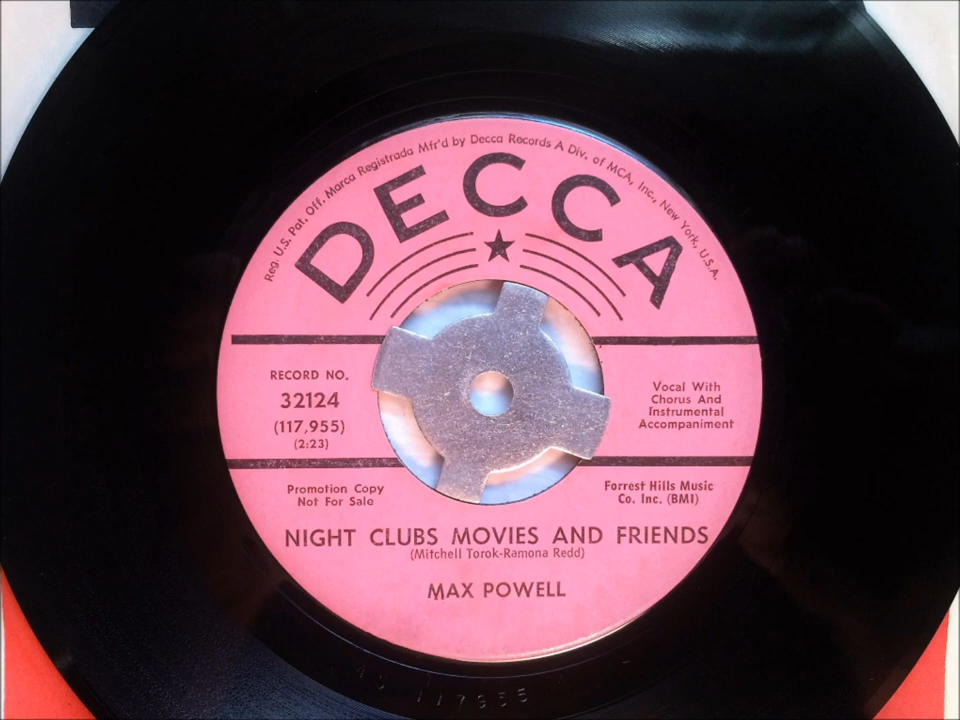 Reg. U.S. Pat. Off. Marca Registrada Mfr'd by Decca Records A Div. of MCA, Inc., New York, U.S.A.
DECCA
RECORD NO.
32124
(117,955)
(2:23)
Vocal With
Chorus And
Instrumental
Accompaniment
Promotion Copy
Not For Sale
Forrest Hills Music
Co. Inc. (BMI)
NIGHT CLUBS MOVIES AND FRIENDS
(Mitchell Torok-Ramona Redd)
MAX POWELL
117955